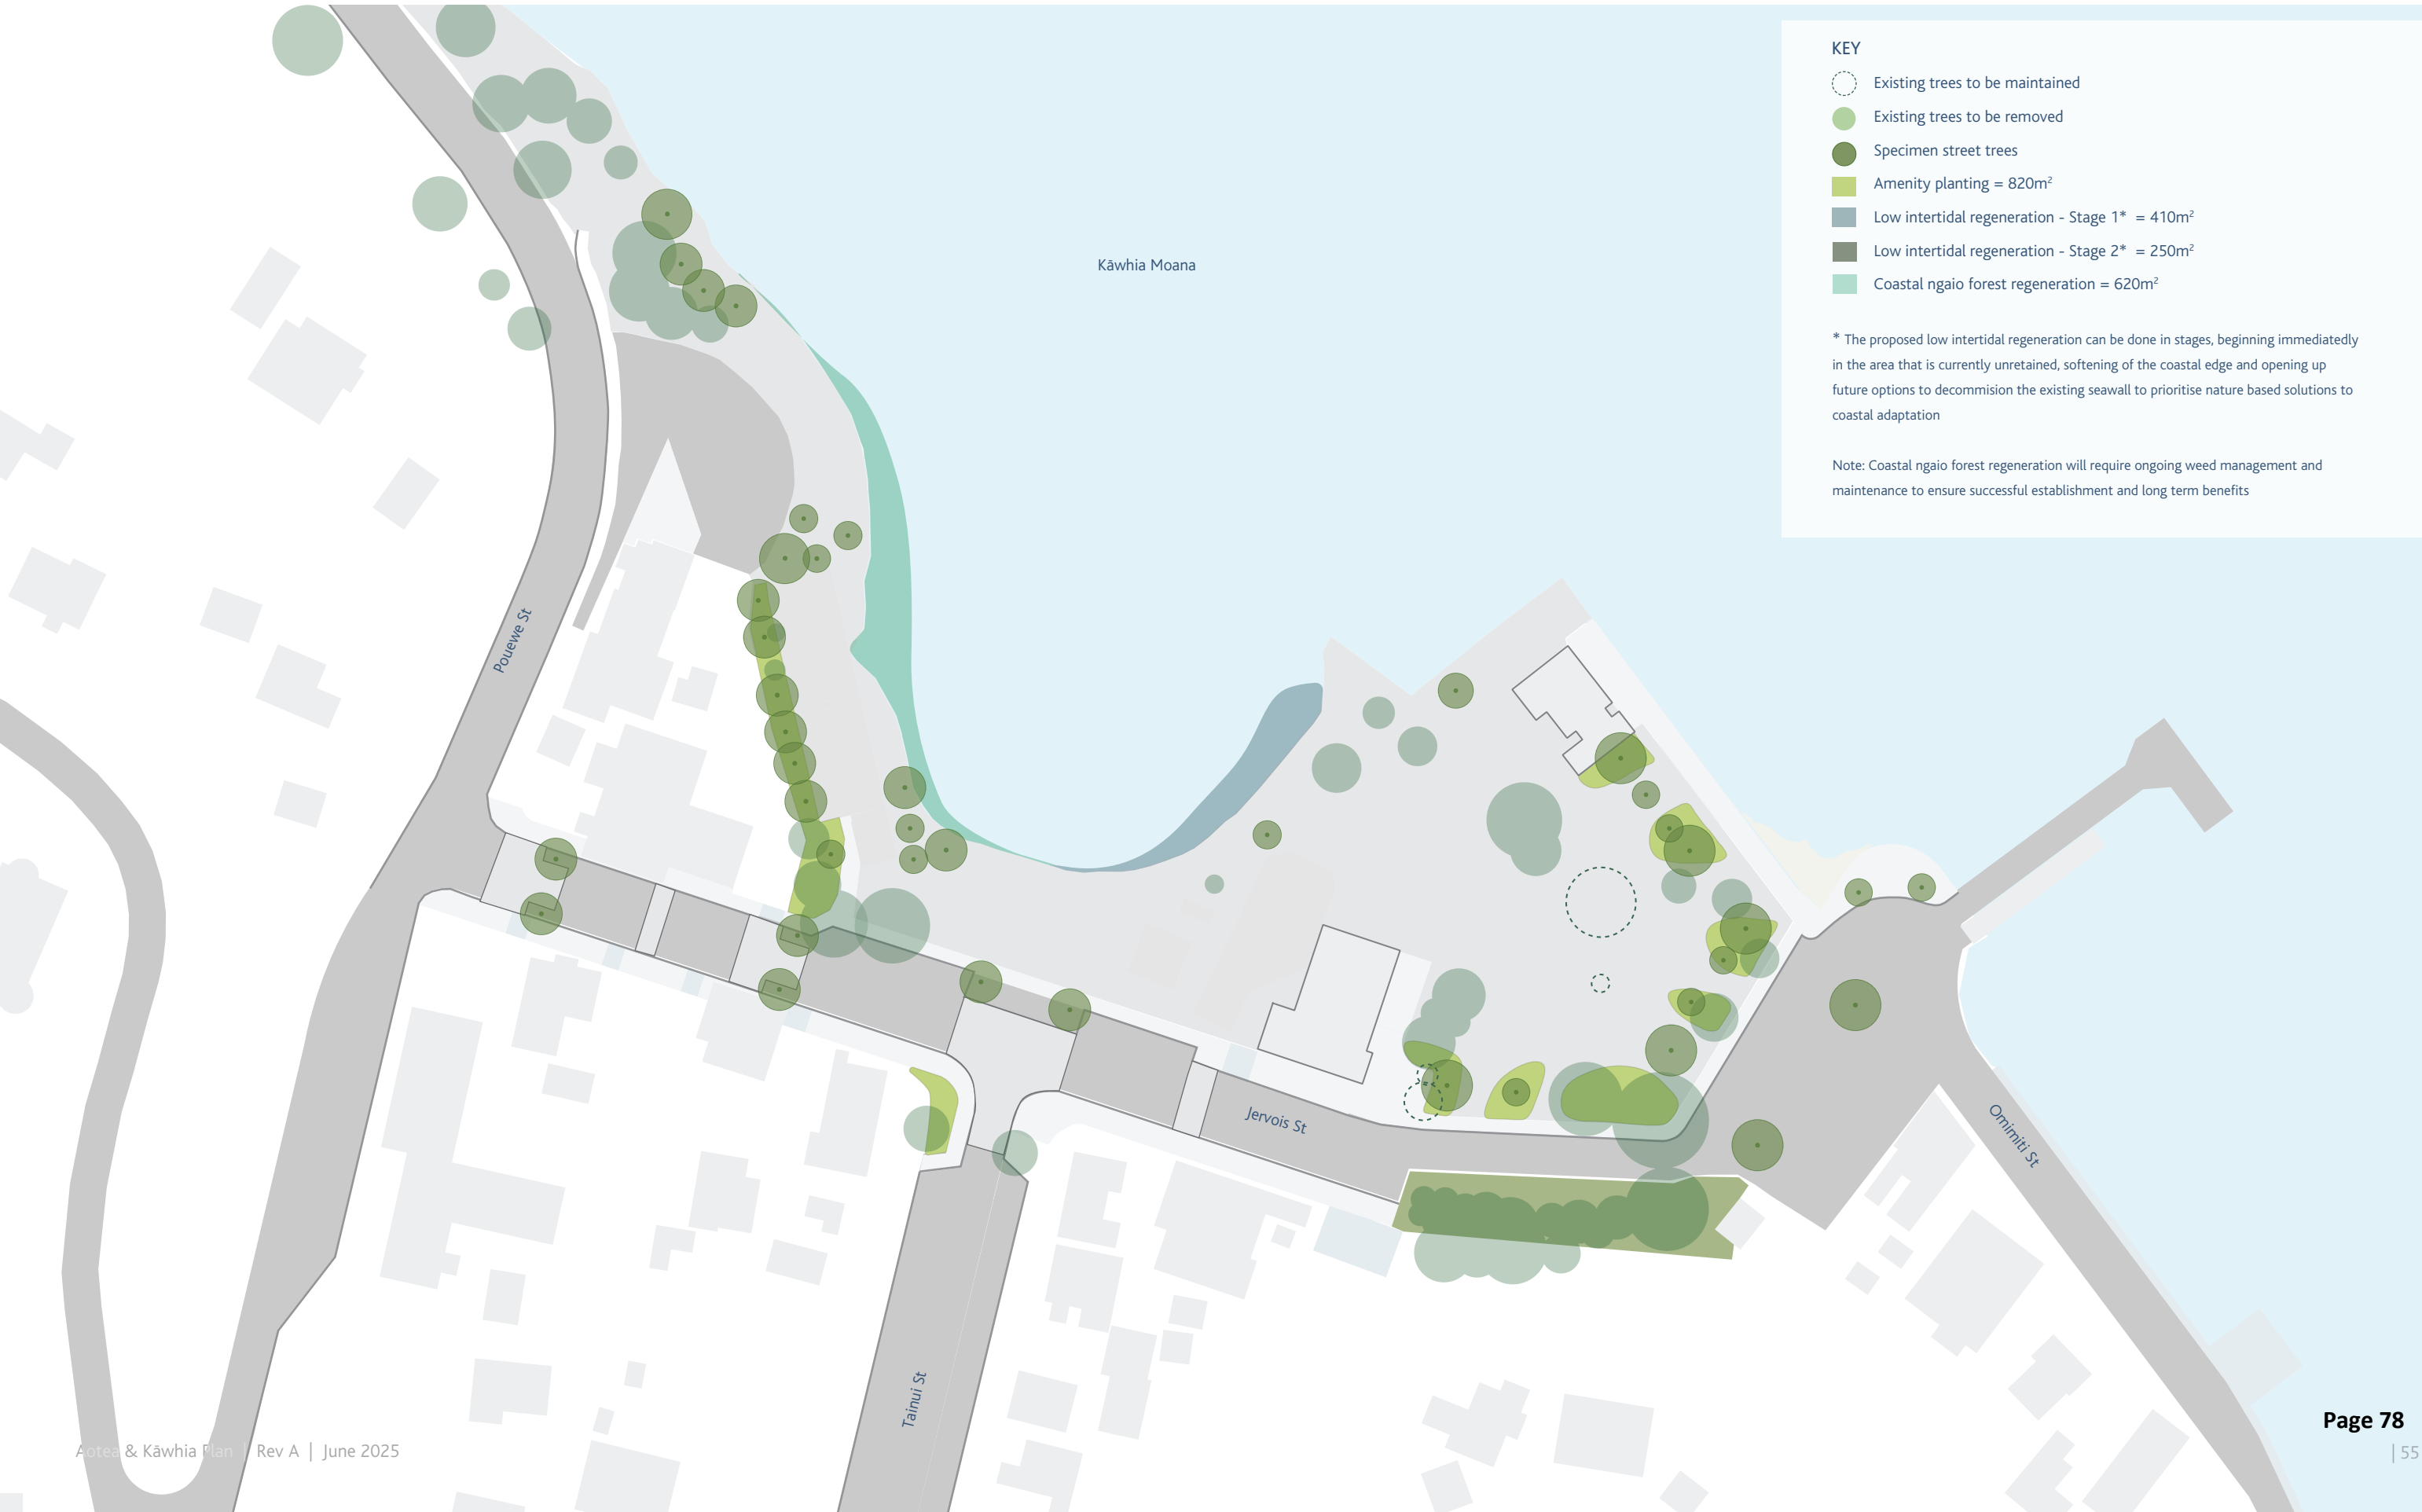 KEY
Existing trees to be maintained
Existing trees to be removed
Specimen street trees
Amenity planting = 820m²
Low intertidal regeneration - Stage 1* = 410m²
Low intertidal regeneration - Stage 2* = 250m²
Coastal ngaio forest regeneration = 620m²
* The proposed low intertidal regeneration can be done in stages, beginning immediately
in the area that is currently unretained, softening of the coastal edge and opening up
future options to decommision the existing seawall to prioritise nature based solutions to
coastal adaptation
Note: Coastal ngaio forest regeneration will require ongoing weed management and
maintenance to ensure successful establishment and long term benefits
Kāwhia Moana
Pouewe St
Jervois St
Omimiti St
Tainui St
Aotea & Kāwhia Plan | Rev A | June 2025
Page 78
| 55